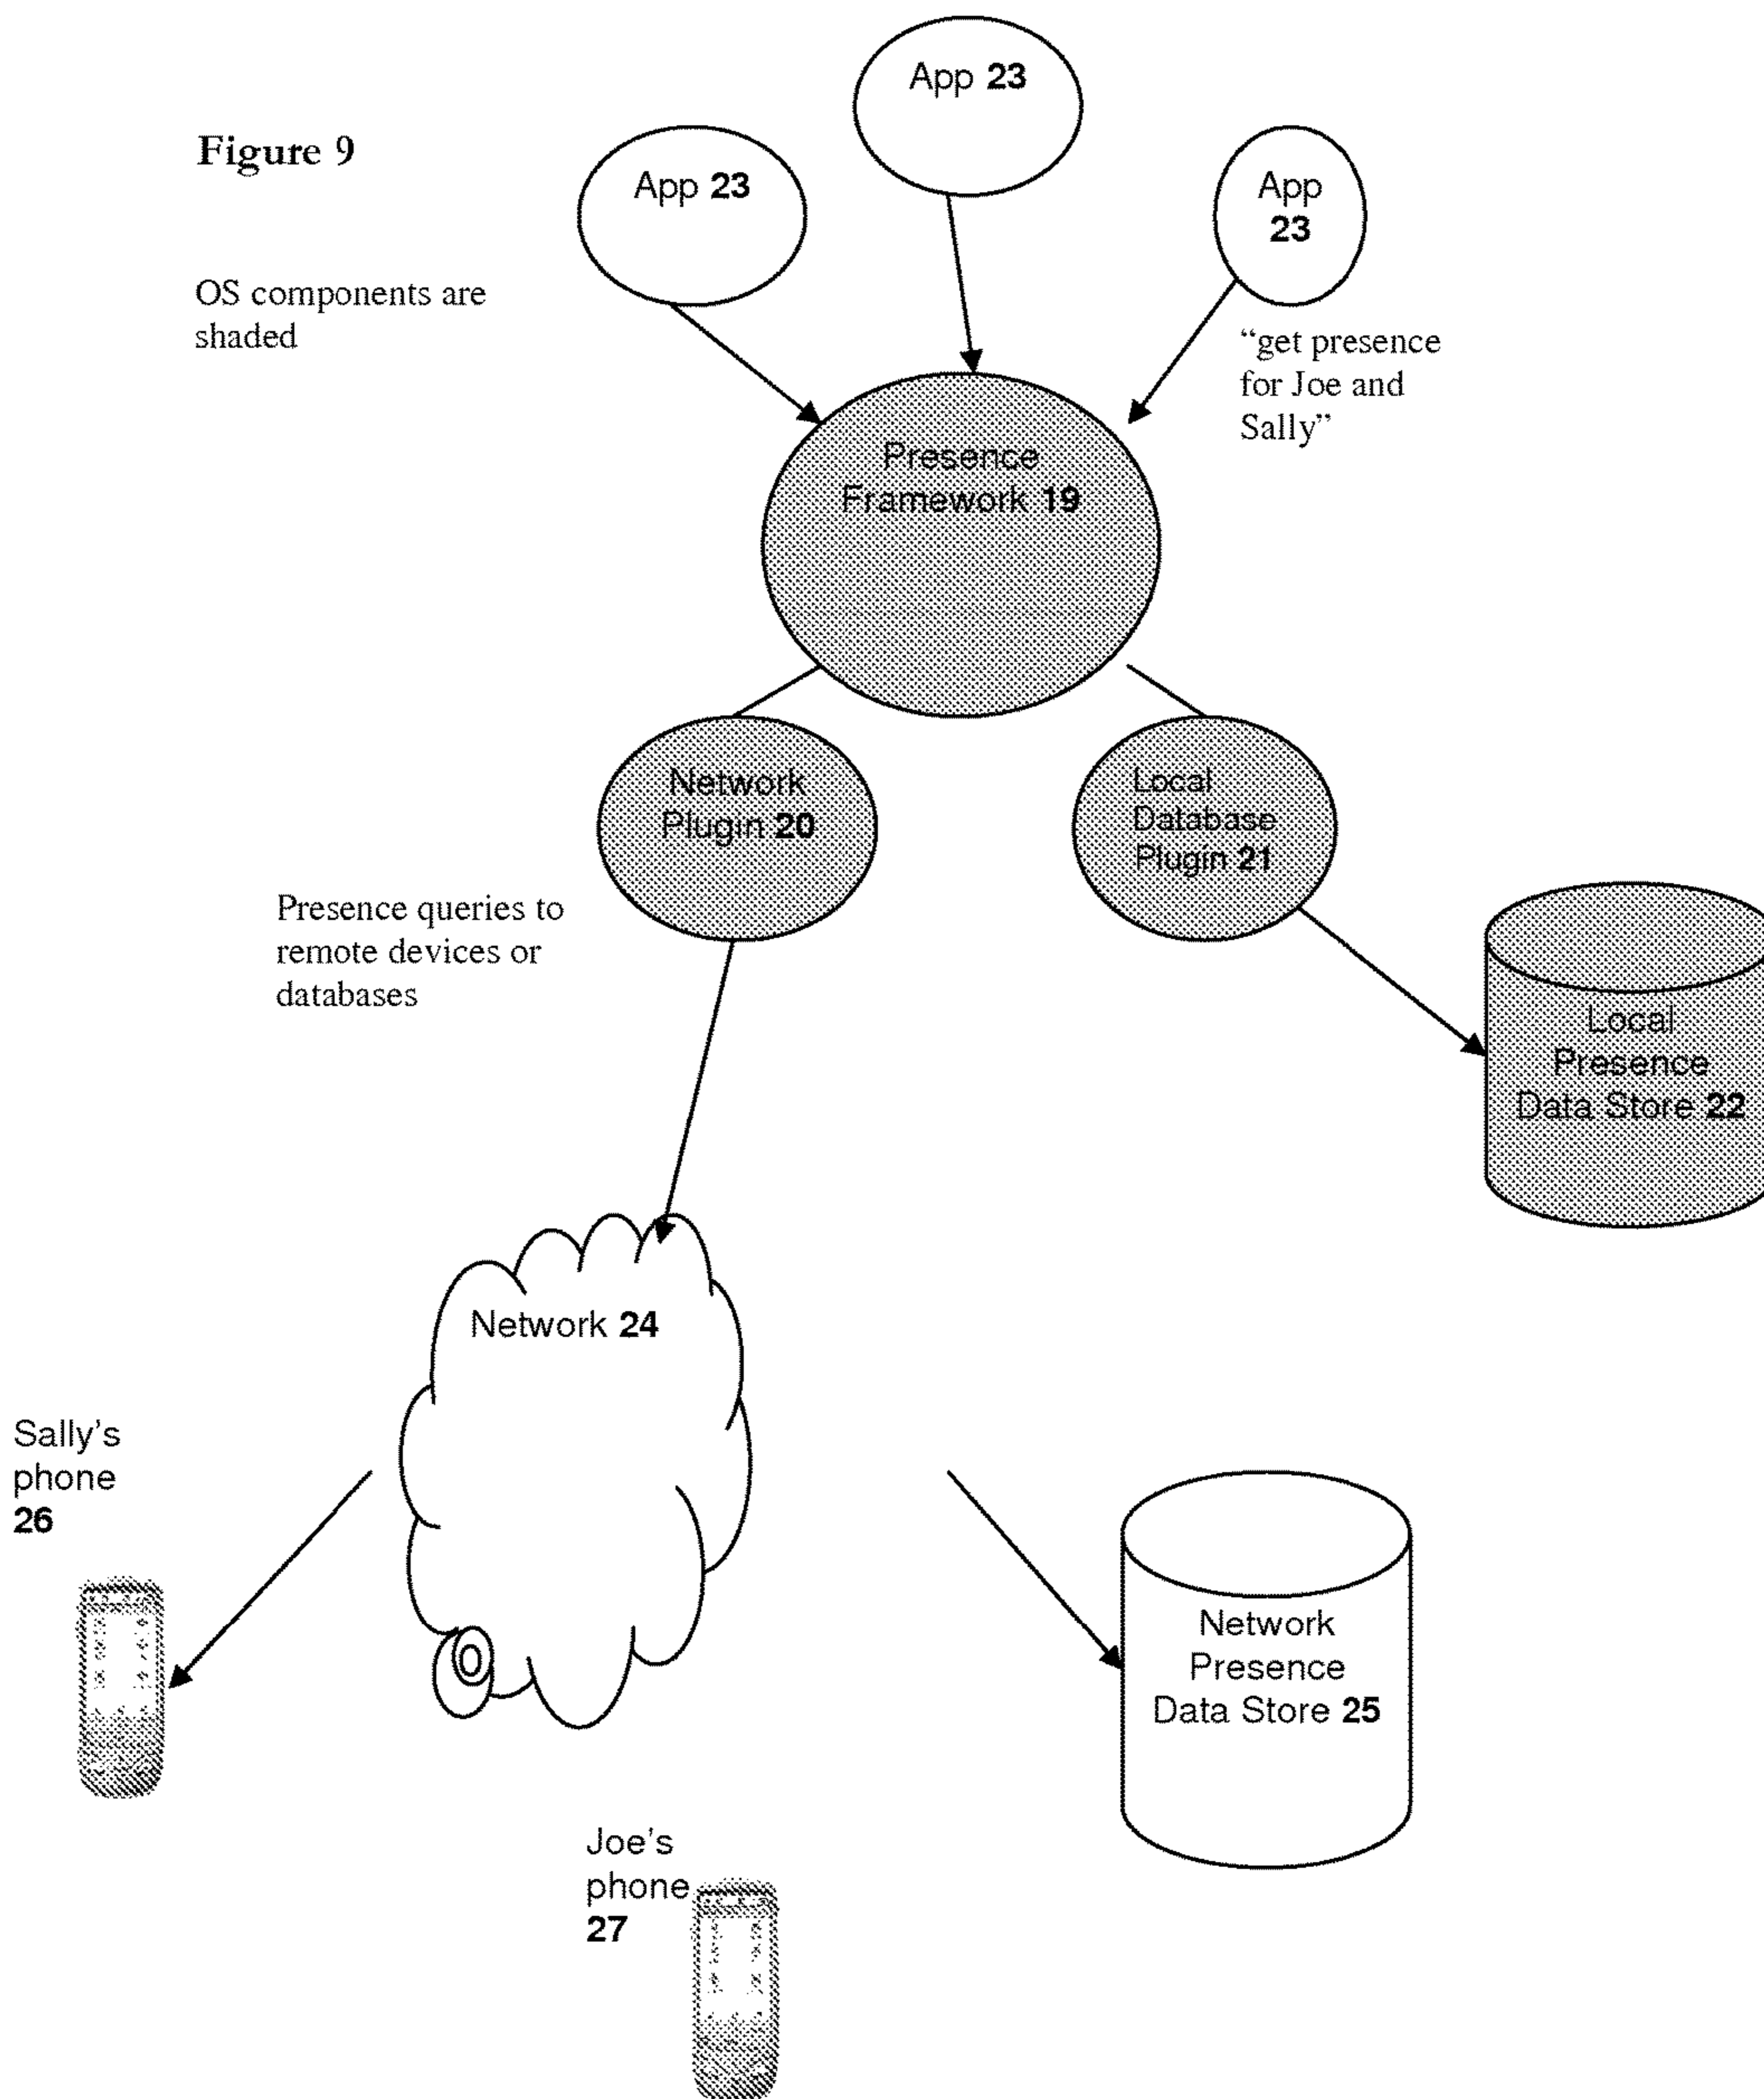 App 23
Figure 9
App 23
App
23
OS components are
shaded
“get presence
for Joe and
Sally”
Presence
Framework 19
Network
Plugin 20
Local
Database
Plugin 21
Presence queries to
remote devices or
databases
Local
Presence
Data Store 22
Network 24
Sally's
phone
26
Network
Presence
Data Store 25
Joe's
phone
27